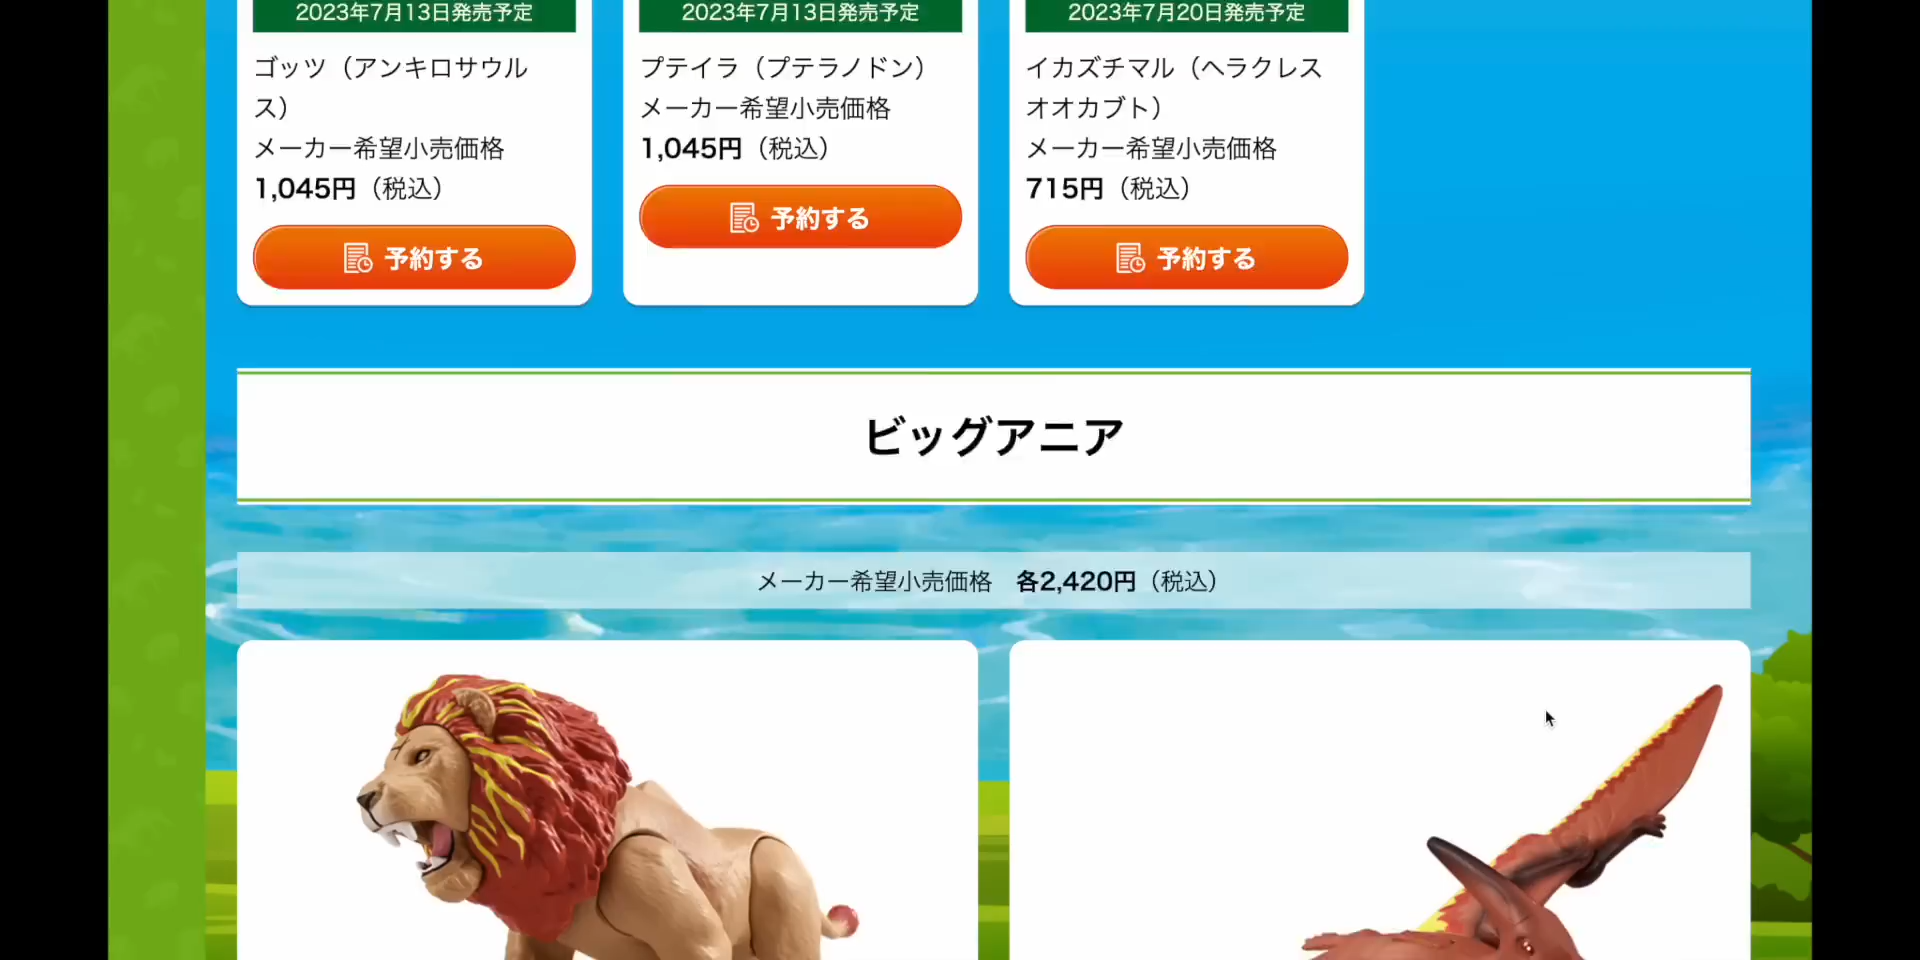 2023年7月13日発売予定
ゴッツ（アンキロサウル
ス）
メーカー希望小売価格
1,045円（税込）
予約する
2023年7月13日発売予定
プテイラ（プテラノドン）
メーカー希望小売価格
1,045円（税込）
予約する
2023年7月20日発売予定
イカズチマル（ヘラクレス
オオカブト）
メーカー希望小売価格
715円（税込）
予約する
ビッグアニア
メーカー希望小売価格　各2,420円（税込）